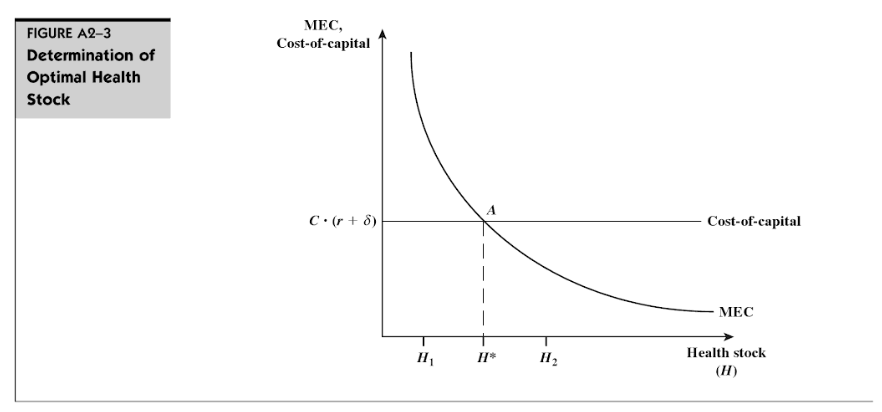 FIGURE A2–3
Determination of
Optimal Health
Stock
MEC,
Cost-of-capital
C · (r + δ)
A
Cost-of-capital
MEC
H₁
H*
H₂
Health stock
(H)